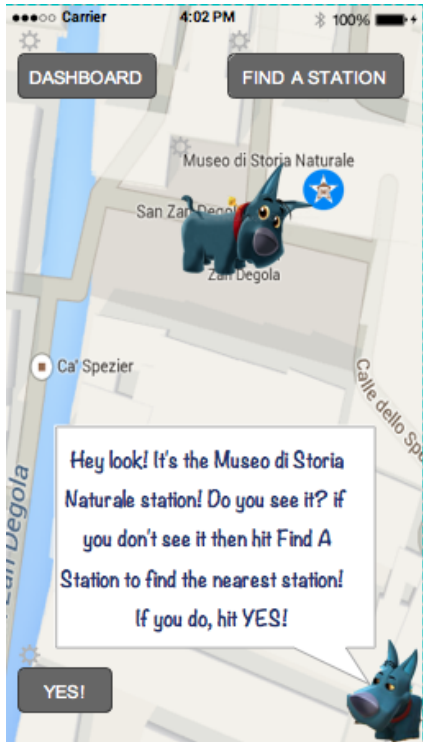 Carrier 4:02 PM 100%
DASHBOARD
FIND A STATION
Museo di Storia Naturale
San Zan Degolà
Zan Degola
Ca' Spezier
Calle dello Spe
Zan Degola
Hey look! It's the Museo di Storia
Naturale station! Do you see it? if
you don't see it then hit Find A
Station to find the nearest station!
If you do, hit YES!
YES!